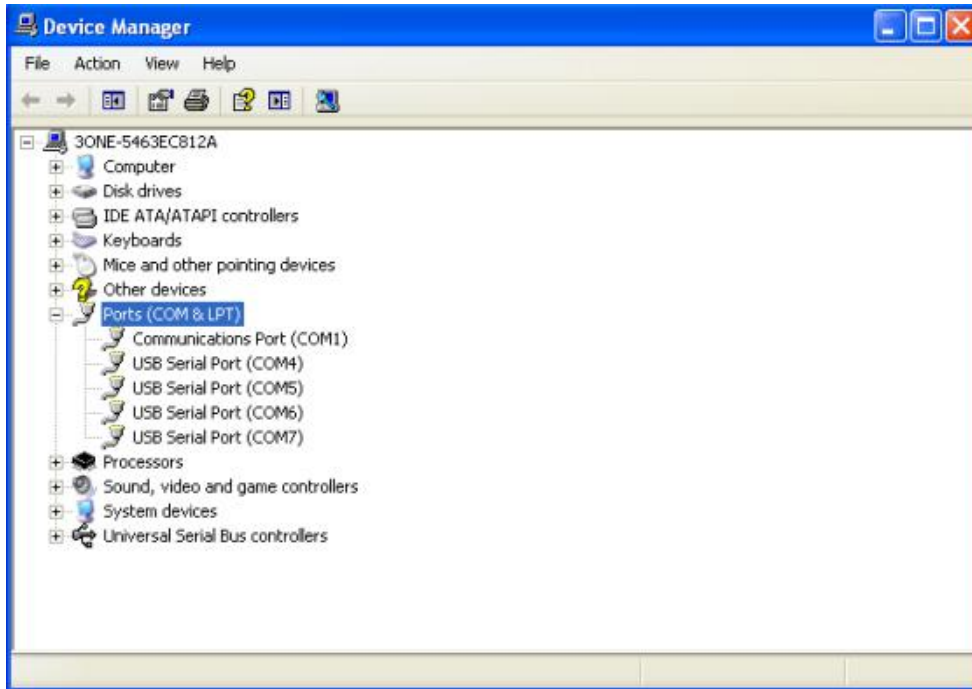 Device Manager
File Action View Help
3ONE-5463EC812A
Computer
Disk drives
IDE ATA/ATAPI controllers
Keyboards
Mice and other pointing devices
Other devices
Ports (COM & LPT)
Communications Port (COM1)
USB Serial Port (COM4)
USB Serial Port (COM5)
USB Serial Port (COM6)
USB Serial Port (COM7)
Processors
Sound, video and game controllers
System devices
Universal Serial Bus controllers